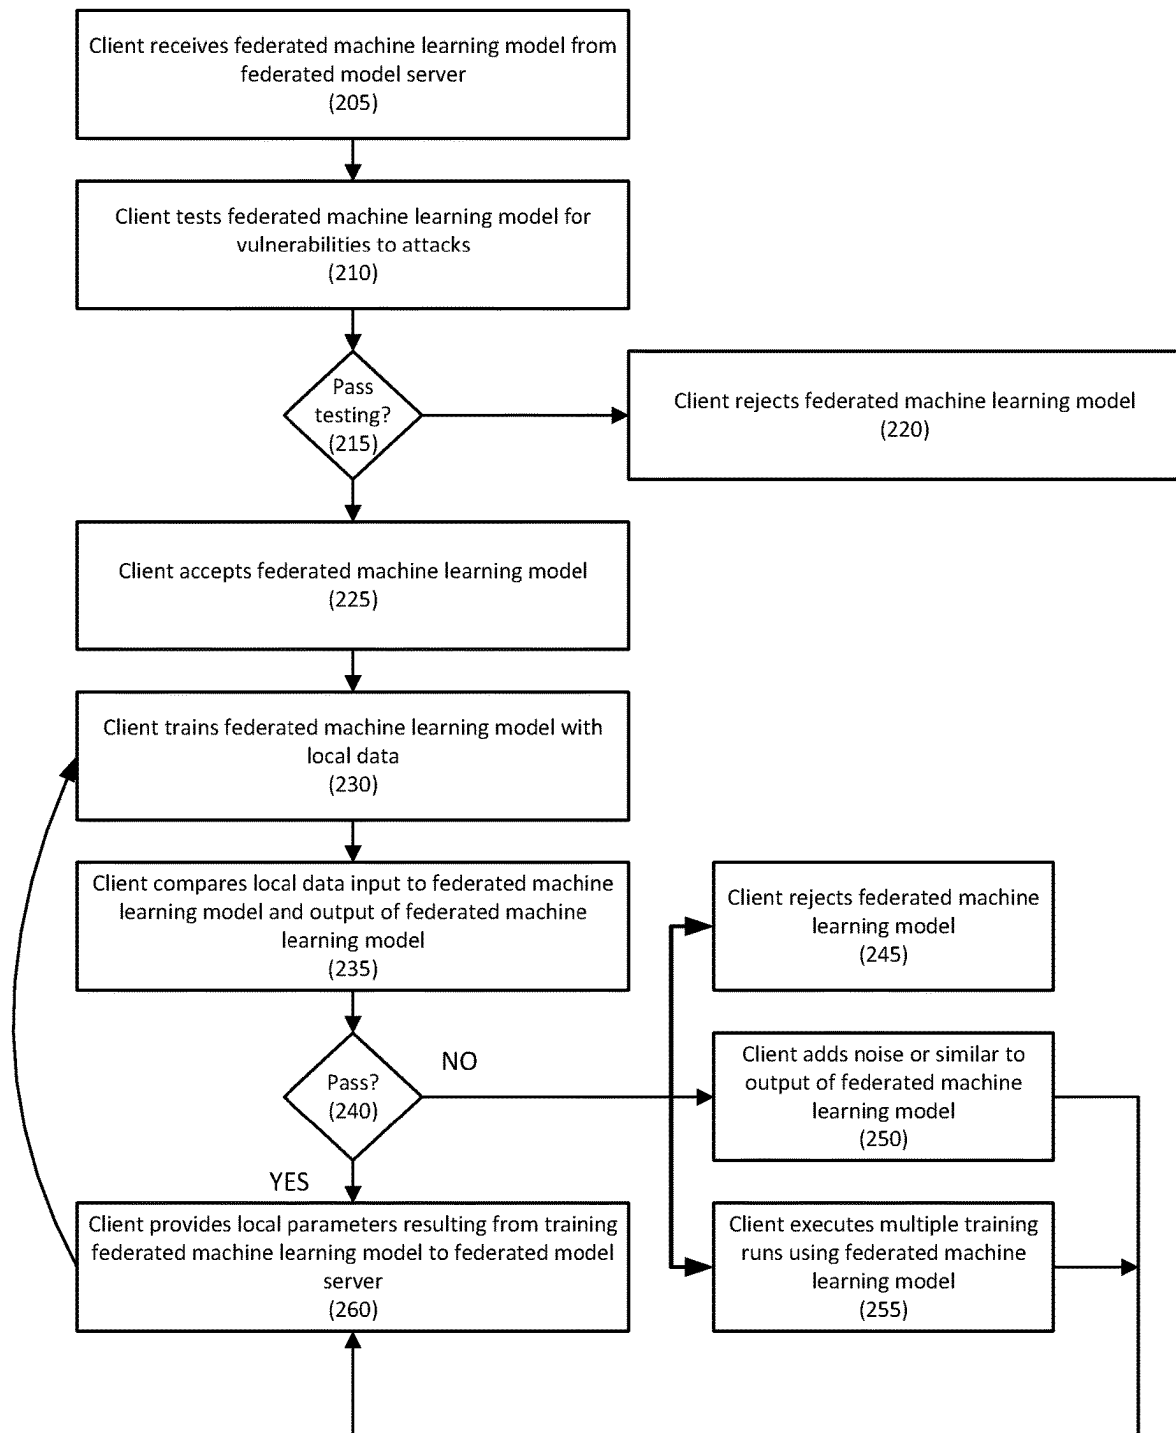 Client receives federated machine learning model from
federated model server
(205)
Client tests federated machine learning model for
vulnerabilities to attacks
(210)
Pass
testing?
(215)
Client rejects federated machine learning model
(220)
Client accepts federated machine learning model
(225)
Client trains federated machine learning model with
local data
(230)
Client compares local data input to federated machine
learning model and output of federated machine
learning model
(235)
Client rejects federated machine
learning model
(245)
Pass?
(240)
NO
YES
Client adds noise or similar to
output of federated machine
learning model
(250)
Client provides local parameters resulting from training
federated machine learning model to federated model
server
(260)
Client executes multiple training
runs using federated machine
learning model
(255)